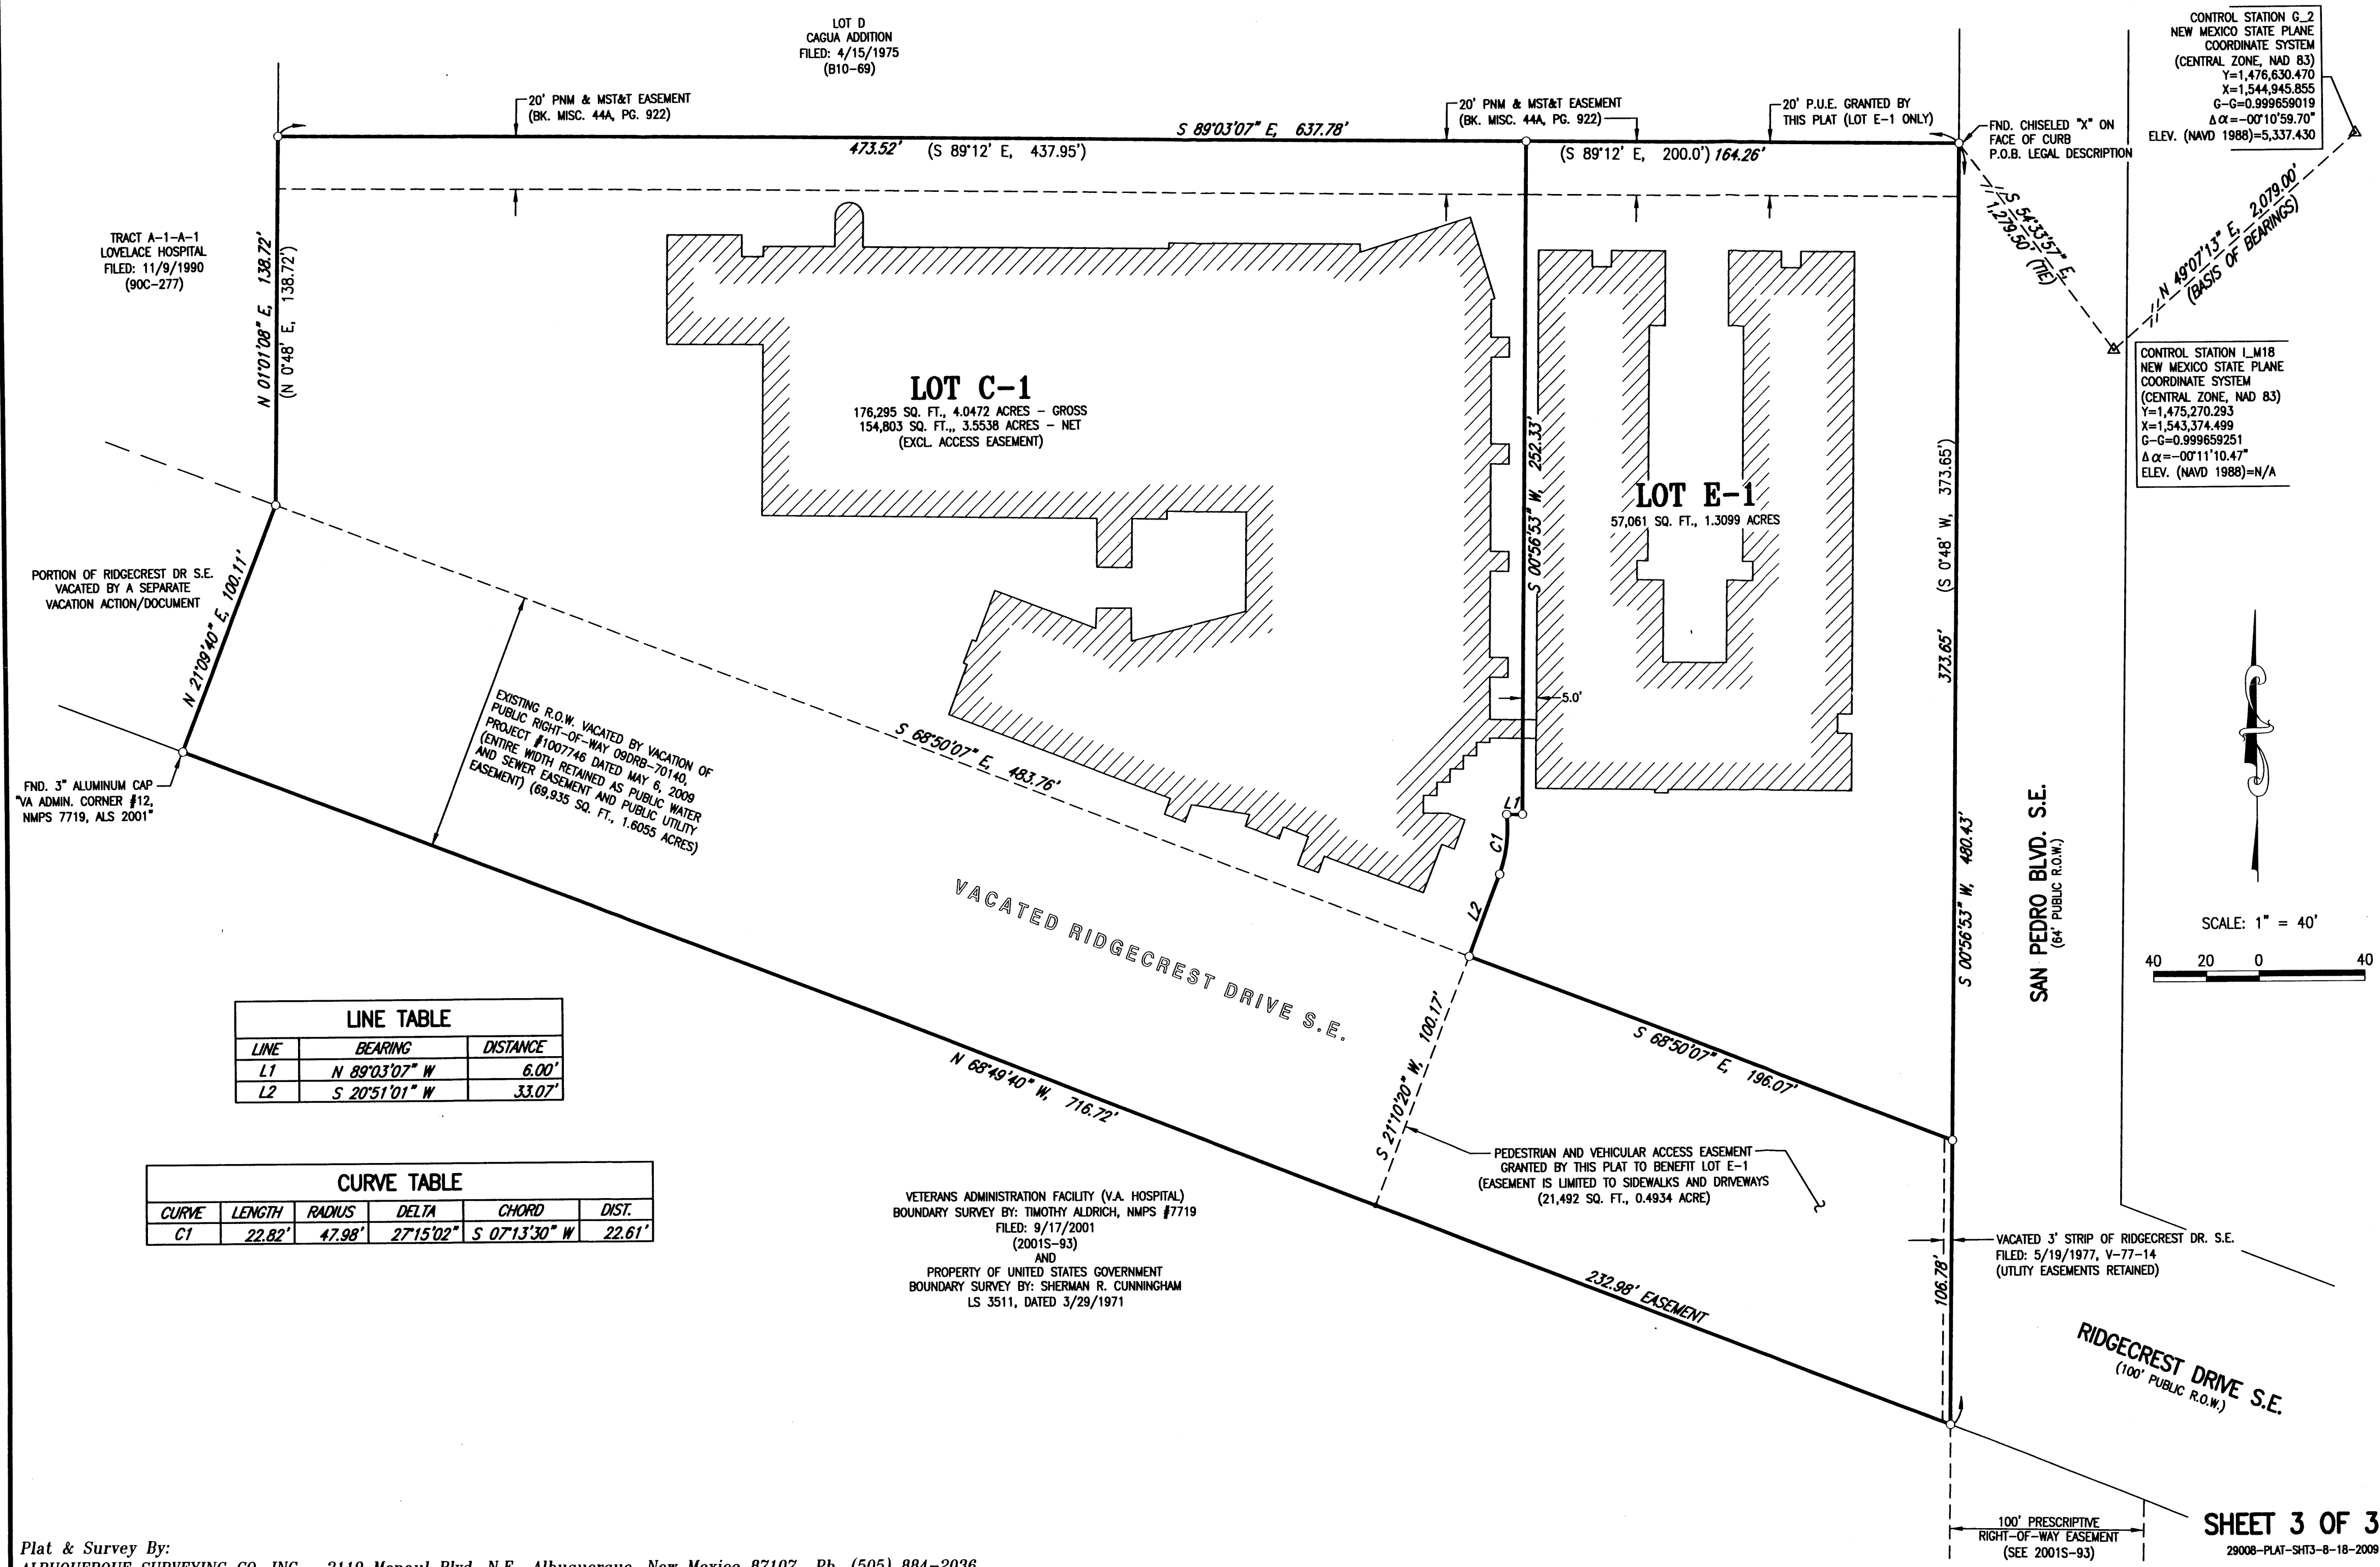 LOT D
CAGUA ADDITION
FILED: 4/15/1975
(B10-69)
CONTROL STATION G_2
NEW MEXICO STATE PLANE
COORDINATE SYSTEM
(CENTRAL ZONE, NAD 83)
Y=1,476,630.470
X=1,544,945.855
G-G=0.999659019
Δα=-00°10'59.70"
ELEV. (NAVD 1988)=5,337.430
20' PNM & MST&T EASEMENT
(BK. MISC. 44A, PG. 922)
20' PNM & MST&T EASEMENT
(BK. MISC. 44A, PG. 922)
20' P.U.E. GRANTED BY
THIS PLAT (LOT E-1 ONLY)
FND. CHISELED "X" ON
FACE OF CURB
P.O.B. LEGAL DESCRIPTION
S 89°03'07" E, 637.78'
473.52' (S 89°12' E, 437.95')
(S 89°12' E, 200.0') 164.26'
S 54°33'57" E,
1,279.50' (TIE)
N 49°07'13" E, 2,079.00'
(BASIS OF BEARINGS)
TRACT A-1-A-1
LOVELACE HOSPITAL
FILED: 11/9/1990
(90C-277)
N 01°01'08" E, 138.72'
(N 0°48' E, 138.72')
CONTROL STATION I_M18
NEW MEXICO STATE PLANE
COORDINATE SYSTEM
(CENTRAL ZONE, NAD 83)
Y=1,475,270.293
X=1,543,374.499
G-G=0.999659251
Δα=-00°11'10.47"
ELEV. (NAVD 1988)=N/A
LOT C-1
176,295 SQ. FT., 4.0472 ACRES - GROSS
154,803 SQ. FT.,, 3.5538 ACRES - NET
(EXCL. ACCESS EASEMENT)
S 00°56'53" W, 252.33'
LOT E-1
57,061 SQ. FT., 1.3099 ACRES
373.65' (S 0°48' W, 373.65')
PORTION OF RIDGECREST DR S.E.
VACATED BY A SEPARATE
VACATION ACTION/DOCUMENT
N 21°09'40" E, 100.11'
EXISTING R.O.W. VACATED BY VACATION OF
PUBLIC RIGHT-OF-WAY 09DRB-70140,
PROJECT #1007746 DATED MAY 6, 2009
(ENTIRE WIDTH RETAINED AS PUBLIC WATER
AND SEWER EASEMENT AND PUBLIC UTILITY
EASEMENT) (69,935 SQ. FT., 1.6055 ACRES)
S 68°50'07" E, 483.76'
5.0'
FND. 3" ALUMINUM CAP
"VA ADMIN. CORNER #12,
NMPS 7719, ALS 2001"
L1
C1
L2
S 00°56'53" W, 480.43'
SAN PEDRO BLVD. S.E.
(64' PUBLIC R.O.W.)
SCALE: 1" = 40'
40 20 0 40
VACATED RIDGECREST DRIVE S.E.
LINE TABLE
LINE BEARING DISTANCE
L1 N 89°03'07" W 6.00'
L2 S 20°51'01" W 33.07'
N 68°49'40" W, 716.72'
S 21°10'20" W, 100.17'
S 68°50'07" E, 196.07'
CURVE TABLE
CURVE LENGTH RADIUS DELTA CHORD DIST.
C1 22.82' 47.98' 27°15'02" S 07°13'30" W 22.61'
PEDESTRIAN AND VEHICULAR ACCESS EASEMENT
GRANTED BY THIS PLAT TO BENEFIT LOT E-1
(EASEMENT IS LIMITED TO SIDEWALKS AND DRIVEWAYS
(21,492 SQ. FT., 0.4934 ACRE)
VETERANS ADMINISTRATION FACILITY (V.A. HOSPITAL)
BOUNDARY SURVEY BY: TIMOTHY ALDRICH, NMPS #7719
FILED: 9/17/2001
(2001S-93)
AND
PROPERTY OF UNITED STATES GOVERNMENT
BOUNDARY SURVEY BY: SHERMAN R. CUNNINGHAM
LS 3511, DATED 3/29/1971
VACATED 3' STRIP OF RIDGECREST DR. S.E.
FILED: 5/19/1977, V-77-14
(UTLITY EASEMENTS RETAINED)
106.78'
232.98' EASEMENT
RIDGECREST DRIVE S.E.
(100' PUBLIC R.O.W.)
100' PRESCRIPTIVE
RIGHT-OF-WAY EASEMENT
(SEE 2001S-93)
SHEET 3 OF 3
29008-PLAT-SHT3-8-18-2009
Plat & Survey By:
ALBUQUERQUE SURVEYING CO., INC., 2119 Menaul Blvd. N.E., Albuquerque, New Mexico 87107, Ph. (505) 884-2036